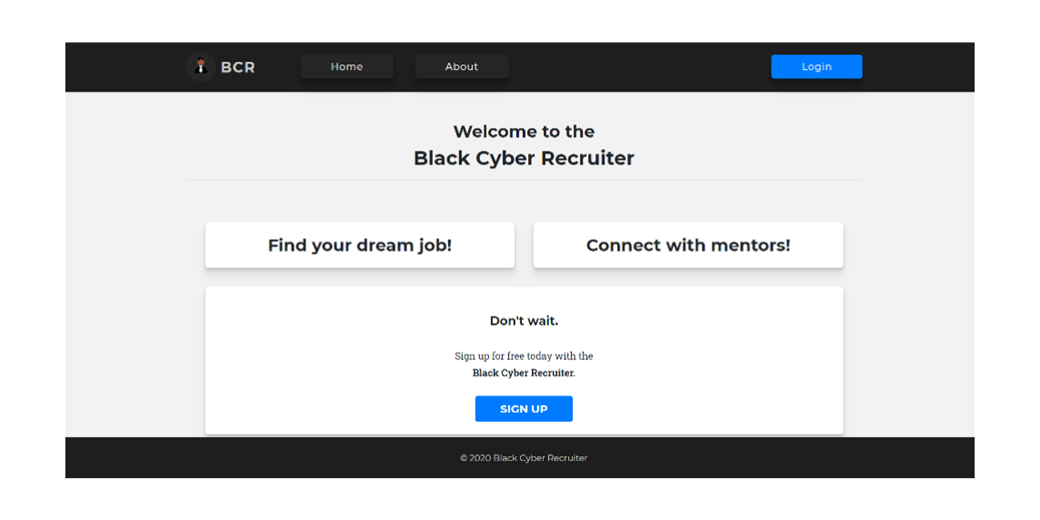 BCR Home About Login
Welcome to the
Black Cyber Recruiter
Find your dream job! Connect with mentors!
Don't wait.
Sign up for free today with the
Black Cyber Recruiter.
SIGN UP
© 2020 Black Cyber Recruiter